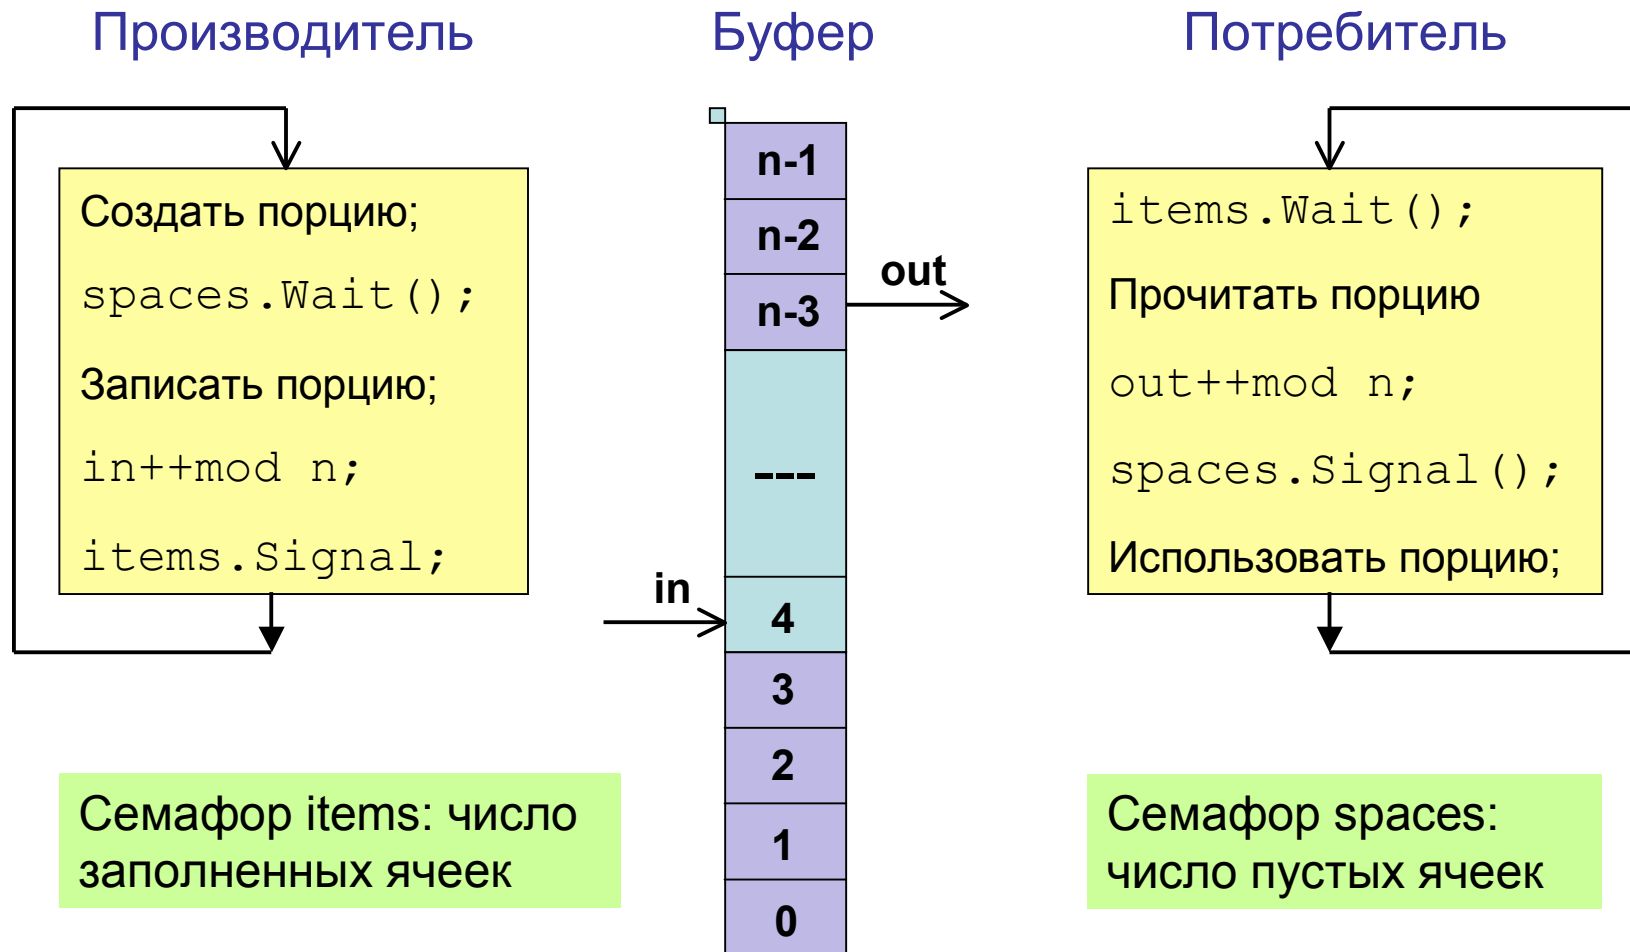 Производитель
Буфер
Потребитель
Создать порцию;
spaces.Wait();
Записать порцию;
in++mod n;
items.Signal;
n-1
n-2
n-3
---
4
3
2
1
0
out
in
items.Wait();
Прочитать порцию
out++mod n;
spaces.Signal();
Использовать порцию;
Семафор items: число
заполненных ячеек
Семафор spaces:
число пустых ячеек